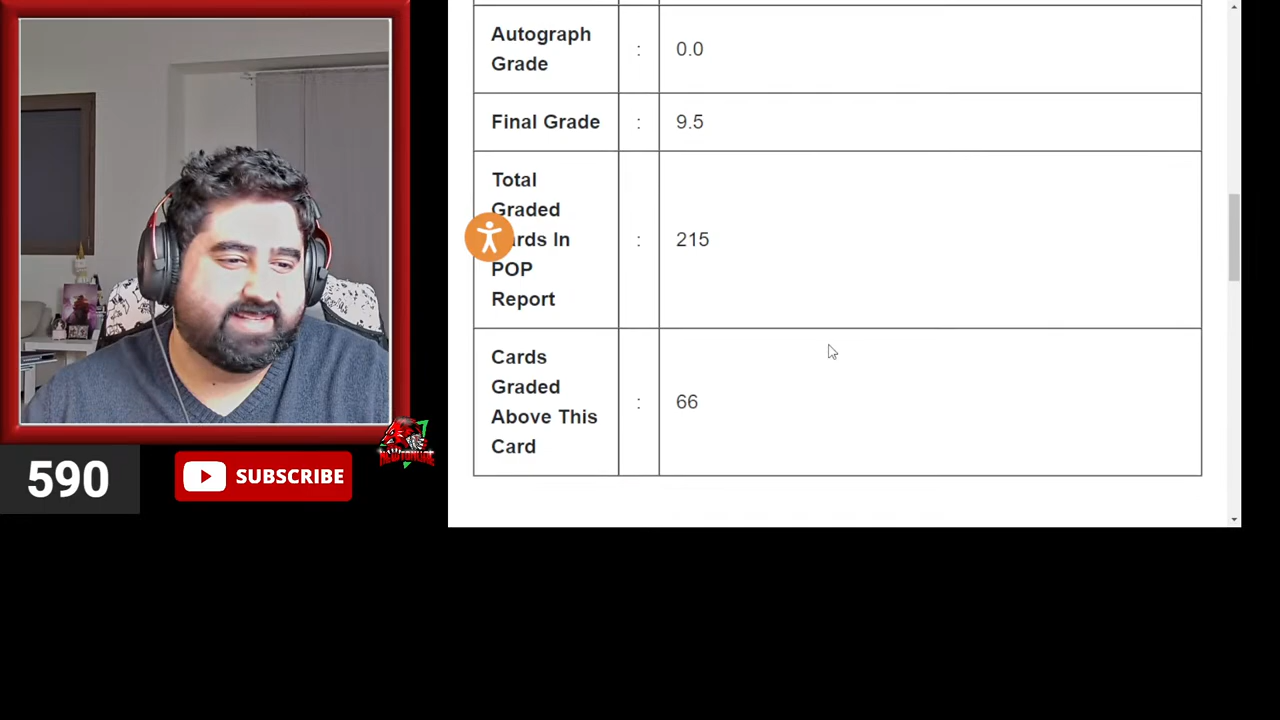 Autograph
Grade
:
0.0
Final Grade
:
9.5
Total
Graded
rds In
POP
Report
:
215
Cards
Graded
Above This
Card
:
66
590
SUBSCRIBE